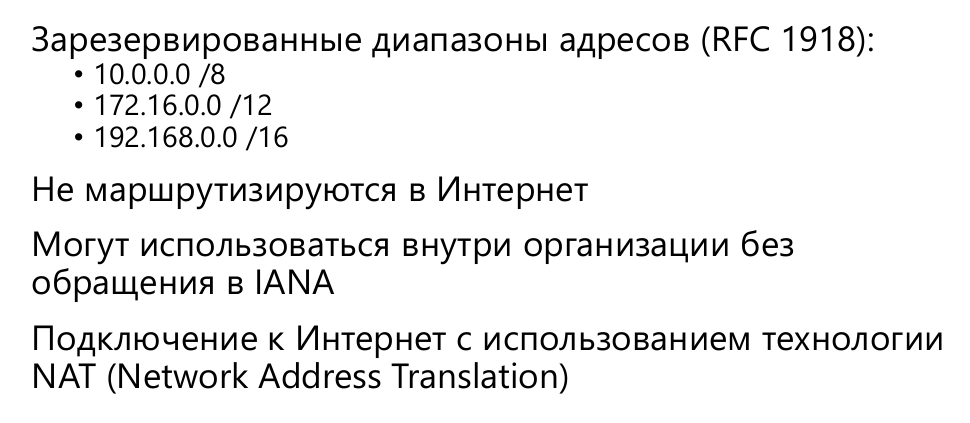 Зарезервированные диапазоны адресов (RFC 1918):
• 10.0.0.0 /8
• 172.16.0.0 /12
• 192.168.0.0 /16
Не маршрутизируются в Интернет
Могут использоваться внутри организации без
обращения в IANA
Подключение к Интернет с использованием технологии
NAT (Network Address Translation)